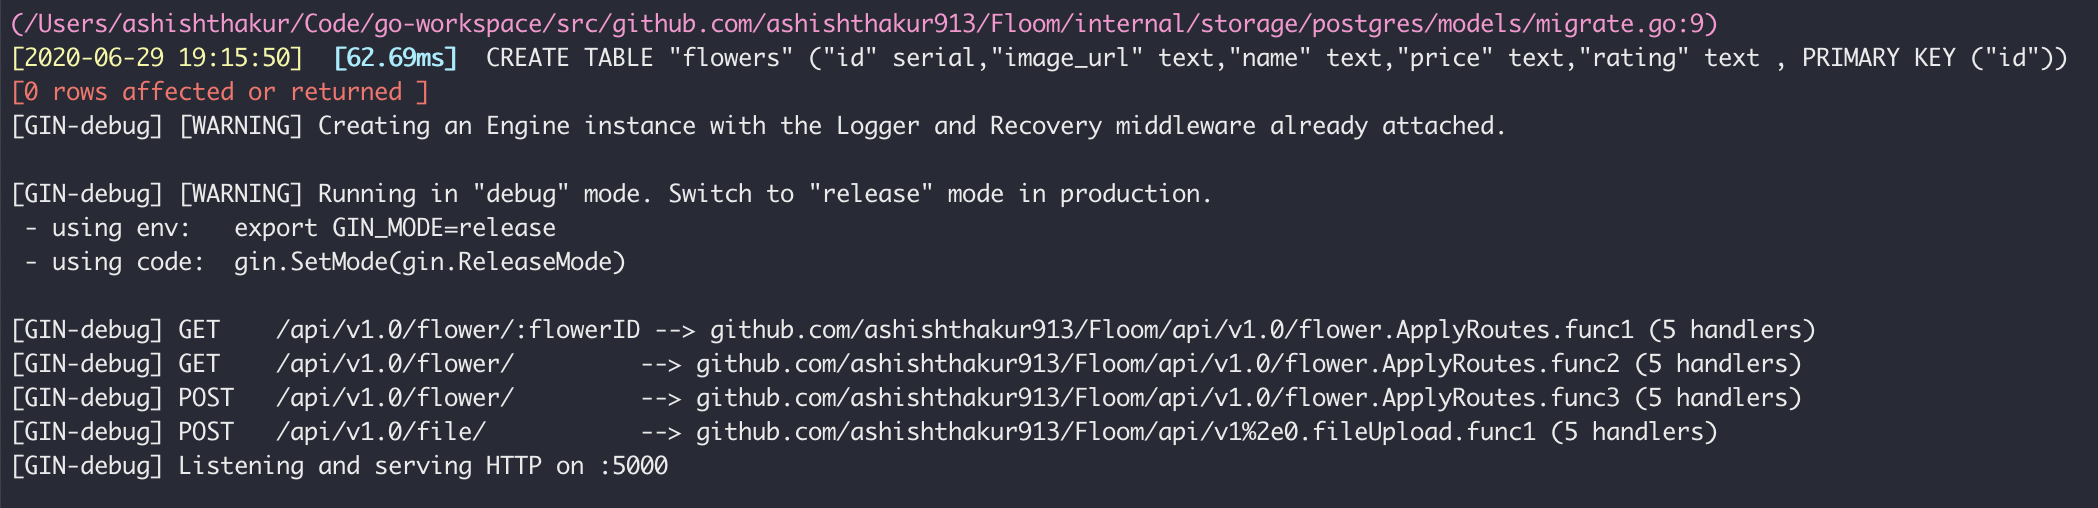 (/Users/ashishthakur/Code/go-workspace/src/github.com/ashishthakur913/Floom/internal/storage/postgres/models/migrate.go:9)
[2020-06-29 19:15:50]  [62.69ms]  CREATE TABLE "flowers" ("id" serial,"image_url" text,"name" text,"price" text,"rating" text , PRIMARY KEY ("id"))
[0 rows affected or returned ]
[GIN-debug] [WARNING] Creating an Engine instance with the Logger and Recovery middleware already attached.
[GIN-debug] [WARNING] Running in "debug" mode. Switch to "release" mode in production.
 - using env:   export GIN_MODE=release
 - using code:  gin.SetMode(gin.ReleaseMode)
[GIN-debug] GET    /api/v1.0/flower/:flowerID --> github.com/ashishthakur913/Floom/api/v1.0/flower.ApplyRoutes.func1 (5 handlers)
[GIN-debug] GET    /api/v1.0/flower/         --> github.com/ashishthakur913/Floom/api/v1.0/flower.ApplyRoutes.func2 (5 handlers)
[GIN-debug] POST   /api/v1.0/flower/         --> github.com/ashishthakur913/Floom/api/v1.0/flower.ApplyRoutes.func3 (5 handlers)
[GIN-debug] POST   /api/v1.0/file/           --> github.com/ashishthakur913/Floom/api/v1%2e0.fileUpload.func1 (5 handlers)
[GIN-debug] Listening and serving HTTP on :5000